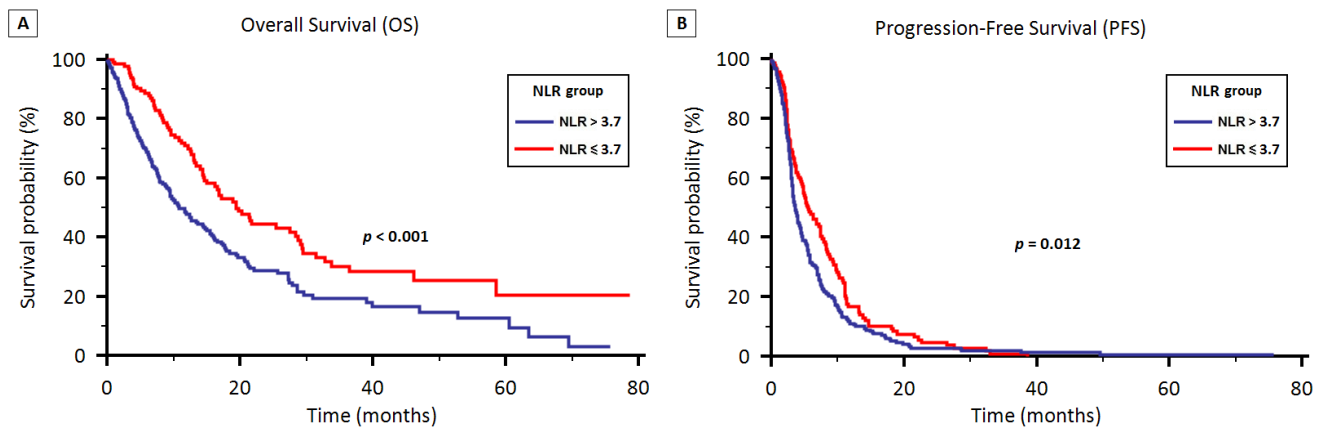 A
Overall Survival (OS)
Survival probability (%)
100
80
60
40
20
0
NLR group
NLR > 3.7
NLR ⩽ 3.7
p < 0.001
0 20 40 60 80
Time (months)
B
Progression-Free Survival (PFS)
Survival probability (%)
100
80
60
40
20
0
NLR group
NLR > 3.7
NLR ⩽ 3.7
p = 0.012
0 20 40 60 80
Time (months)